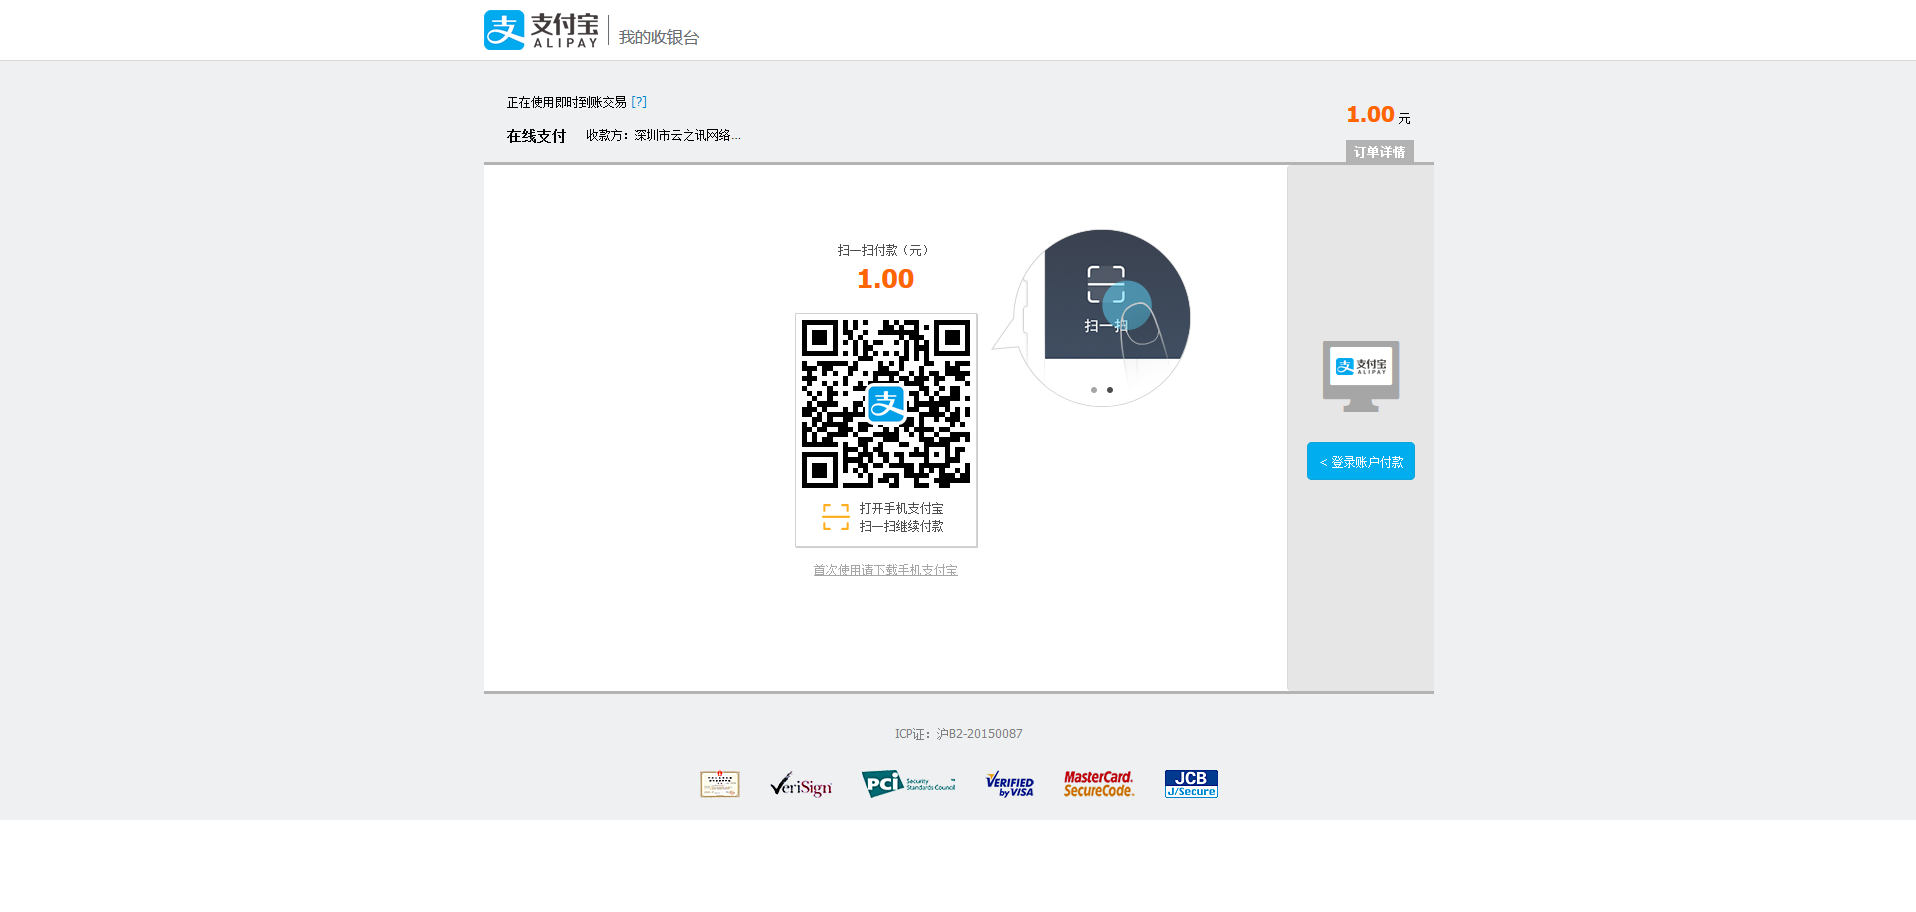 支付宝
ALIPAY
我的收银台
正在使用即时到账交易 [?]
1.00 元
在线支付 收款方：深圳市云之讯网络...
订单详情
扫一扫付款（元）
1.00
支
扫一扫
支付宝
ALIPAY
< 登录账户付款
打开手机支付宝
扫一扫继续付款
首次使用请下载手机支付宝
ICP证：沪B2-20150087
VeriSign
PCI Security Standards Council
VERIFIED by VISA
MasterCard. SecureCode.
JCB
J/Secure